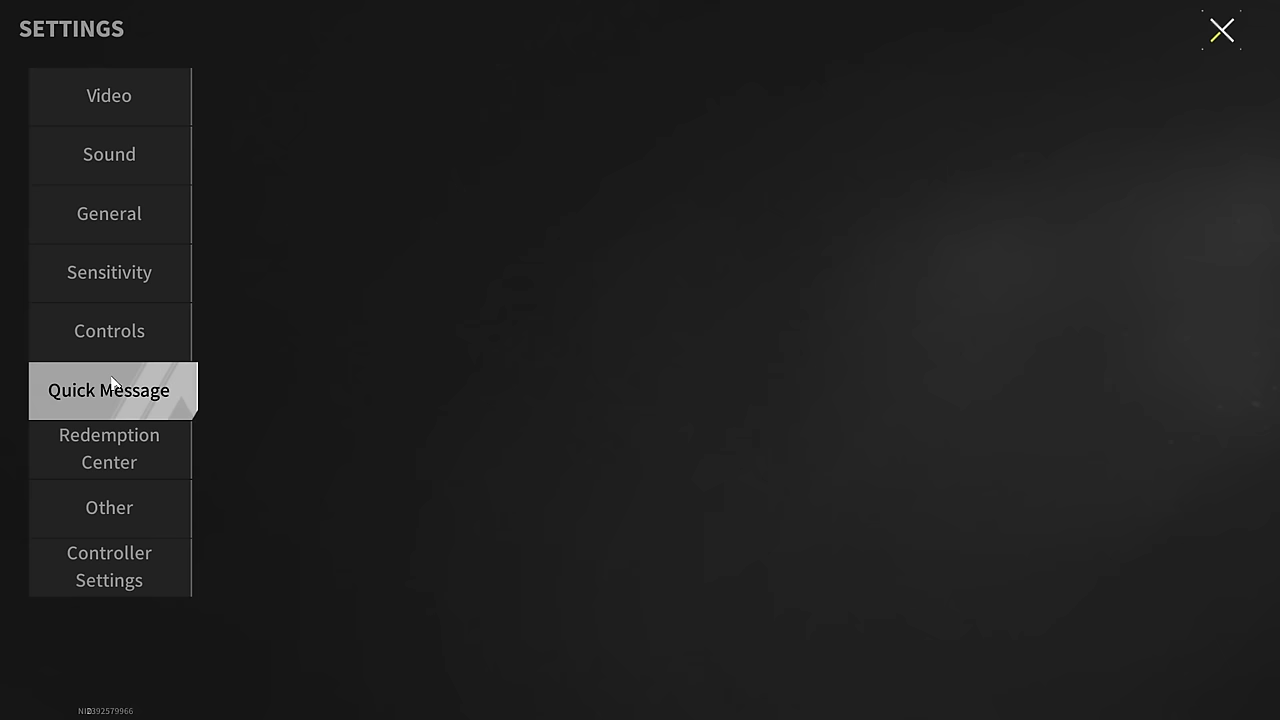 SETTINGS
Video
Sound
General
Sensitivity
Controls
Quick Message
Redemption
Center
Other
Controller
Settings